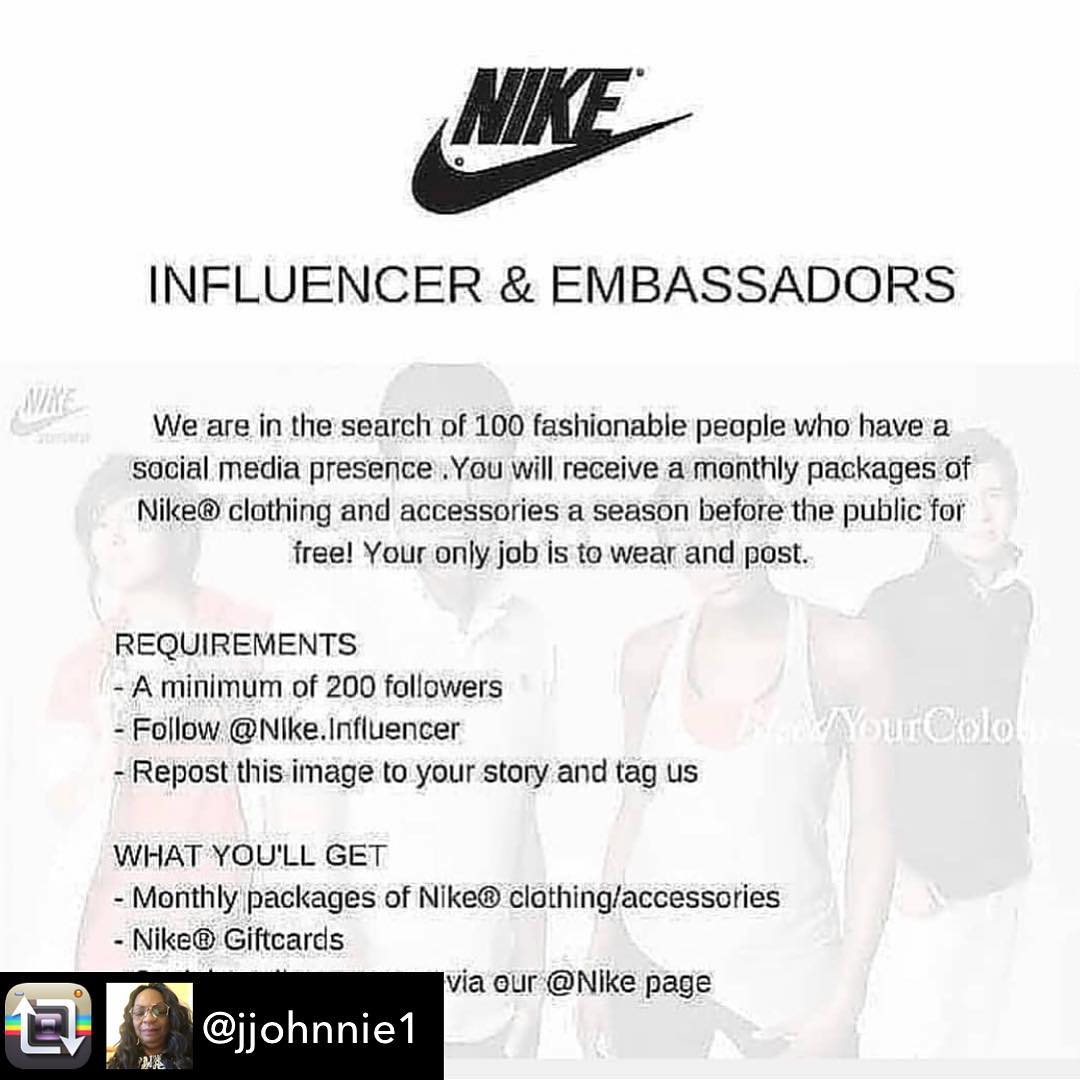 NIKE
INFLUENCER & EMBASSADORS
NIKE
We are in the search of 100 fashionable people who have a
social media presence .You will receive a monthly packages of
Nike® clothing and accessories a season before the public for
free! Your only job is to wear and post.
REQUIREMENTS
- A minimum of 200 followers
- Follow @NIke.Influencer
YourColo
- Repost this image to your story and tag us
WHAT YOU'LL GET
- Monthly packages of Nike® clothing/accessories
- Nike® Giftcards
via our @Nike page
@jjohnnie1